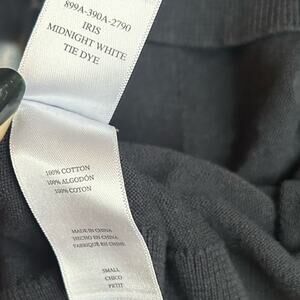 899A-390A-2790
IRIS
MIDNIGHT WHITE
TIE DYE
100% COTTON
100% ALGODÓN
100% COTON
MADE IN CHINA
HECHO EN CHINA
FABRIQUÉ EN CHINE
SMALL
CHICO
PETIT